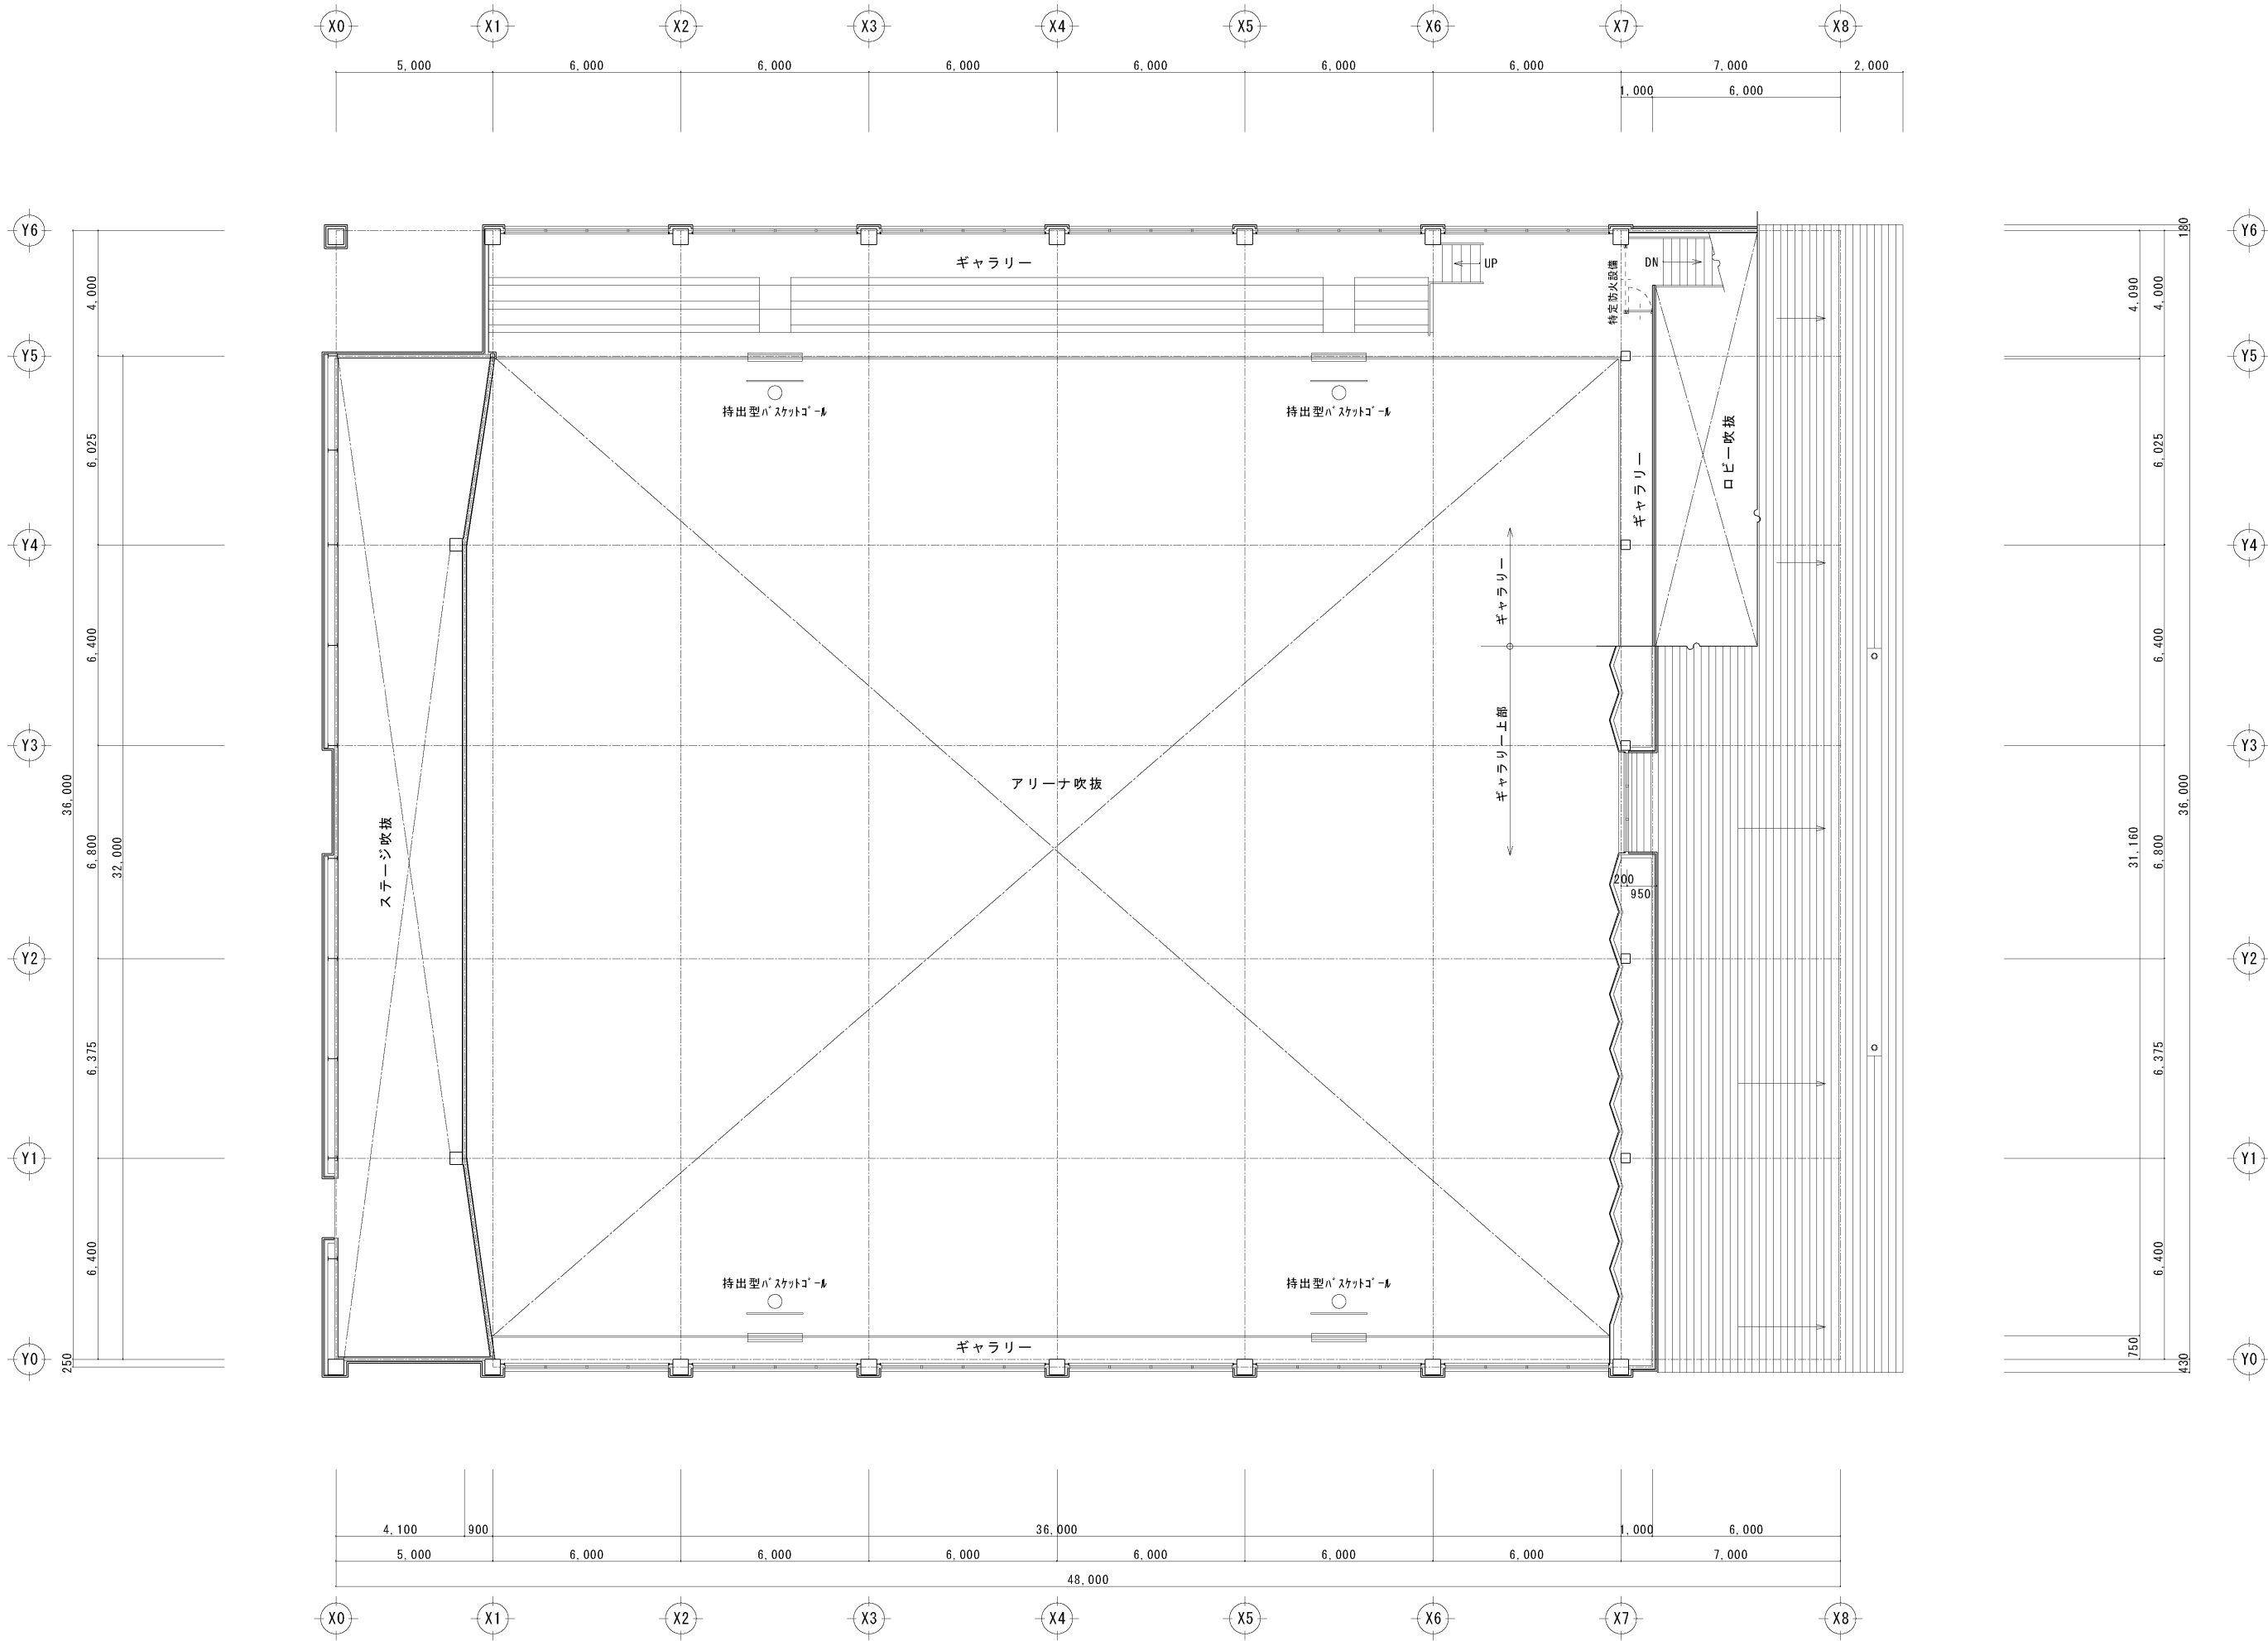 X0 X1 X2 X3 X4 X5 X6 X7 X8
5,000 6,000 6,000 6,000 6,000 6,000 6,000 7,000 2,000
1,000 6,000
Y6 Y6
180
ギャラリー
UP
DN
特定防火設備
4,000
4,090
4,000
Y5 Y5
持出型バスケットゴール
持出型バスケットゴール
6,025
ギャラリー
ロビー吹抜
6,025
Y4 Y4
ギャラリー
6,400
6,400
ギャラリー上部
Y3 Y3
アリーナ吹抜
36,000
36,000
ステージ吹抜
6,800
32,000
31,160
6,800
200
950
Y2 Y2
6,375
6,375
Y1 Y1
6,400
6,400
持出型バスケットゴール
持出型バスケットゴール
ギャラリー
750
Y0 Y0
250
430
4,100 900 36,000 1,000 6,000
5,000 6,000 6,000 6,000 6,000 6,000 6,000 7,000
48,000
X0 X1 X2 X3 X4 X5 X6 X7 X8